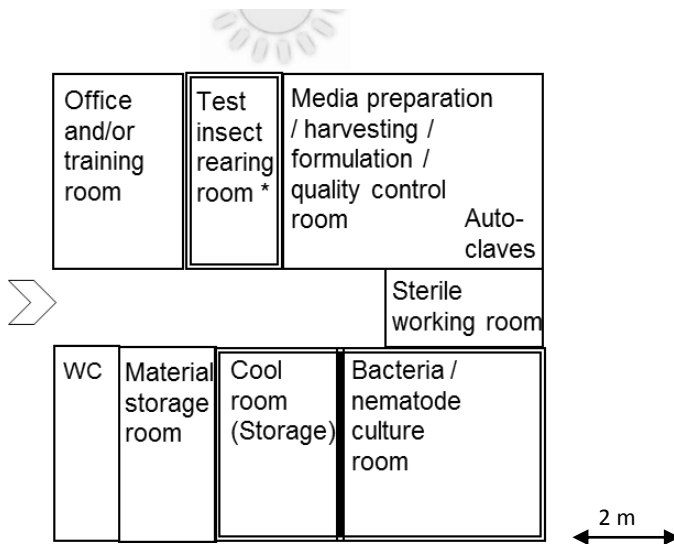 Office
and/or
training
room
Test
insect
rearing
room *
Media preparation
/ harvesting /
formulation /
quality control
room
Auto-
claves
Sterile
working room
WC
Material
storage
room
Cool
room
(Storage)
Bacteria /
nematode
culture
room
2 m